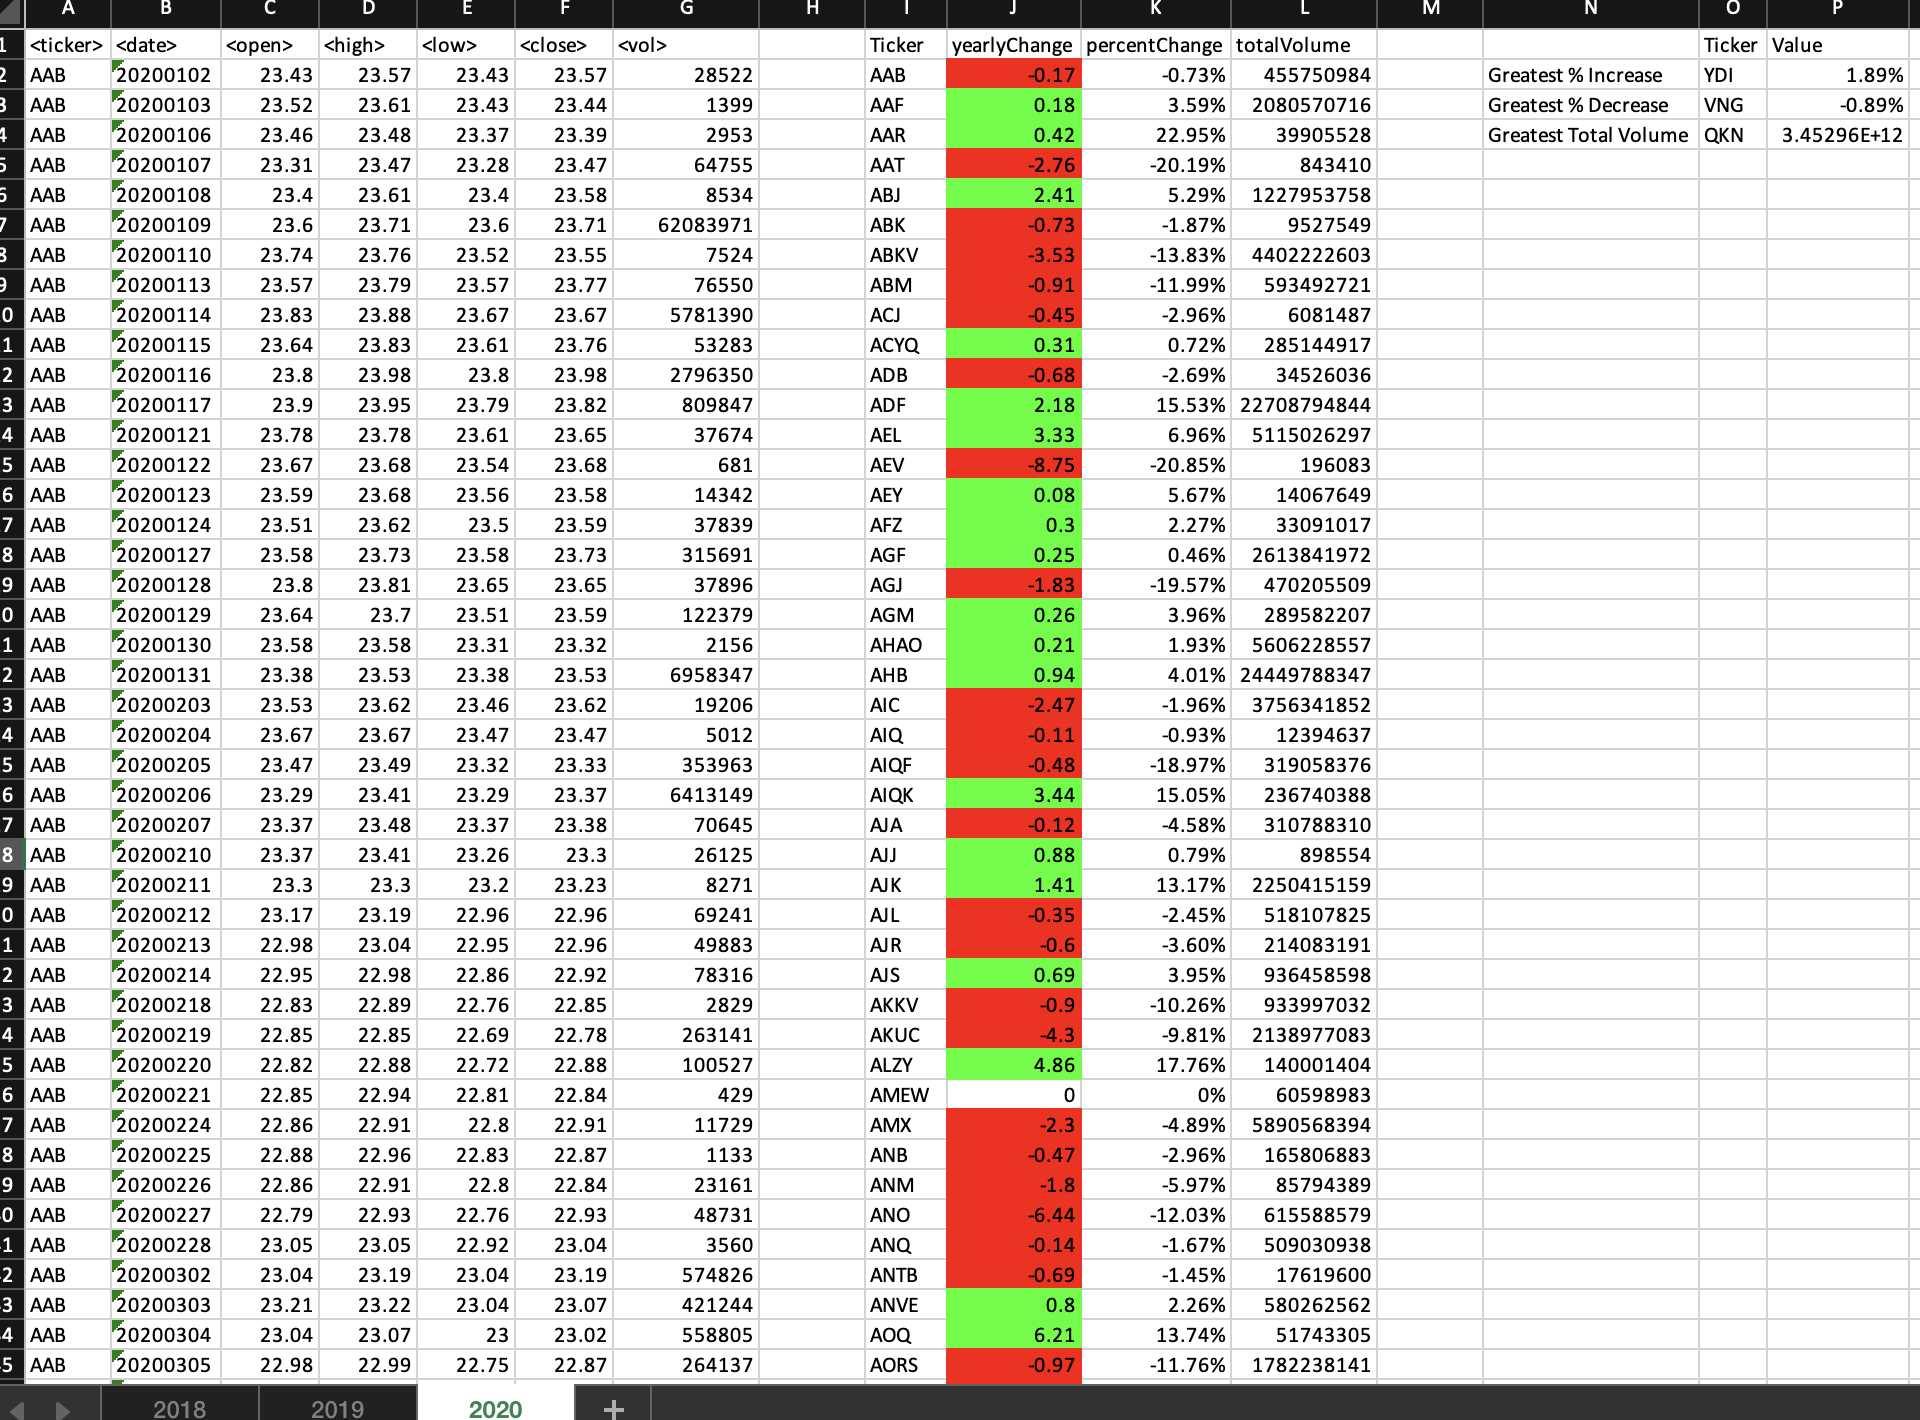 A B C D E F G H I J K L M N O P
1 <ticker> <date> <open> <high> <low> <close> <vol> Ticker yearlyChange percentChange totalVolume Ticker Value
2 AAB 20200102 23.43 23.57 23.43 23.57 28522 AAB -0.17 -0.73% 455750984 Greatest % Increase YDI 1.89%
3 AAB 20200103 23.52 23.61 23.43 23.44 1399 AAF 0.18 3.59% 2080570716 Greatest % Decrease VNG -0.89%
4 AAB 20200106 23.46 23.48 23.37 23.39 2953 AAR 0.42 22.95% 39905528 Greatest Total Volume QKN 3.45296E+12
5 AAB 20200107 23.31 23.47 23.28 23.47 64755 AAT -2.76 -20.19% 843410
6 AAB 20200108 23.4 23.61 23.4 23.58 8534 ABJ 2.41 5.29% 1227953758
7 AAB 20200109 23.6 23.71 23.6 23.71 62083971 ABK -0.73 -1.87% 9527549
8 AAB 20200110 23.74 23.76 23.52 23.55 7524 ABKV -3.53 -13.83% 4402222603
9 AAB 20200113 23.57 23.79 23.57 23.77 76550 ABM -0.91 -11.99% 593492721
0 AAB 20200114 23.83 23.88 23.67 23.67 5781390 ACJ -0.45 -2.96% 6081487
1 AAB 20200115 23.64 23.83 23.61 23.76 53283 ACYQ 0.31 0.72% 285144917
2 AAB 20200116 23.8 23.98 23.8 23.98 2796350 ADB -0.68 -2.69% 34526036
3 AAB 20200117 23.9 23.95 23.79 23.82 809847 ADF 2.18 15.53% 22708794844
4 AAB 20200121 23.78 23.78 23.61 23.65 37674 AEL 3.33 6.96% 5115026297
5 AAB 20200122 23.67 23.68 23.54 23.68 681 AEV -8.75 -20.85% 196083
6 AAB 20200123 23.59 23.68 23.56 23.58 14342 AEY 0.08 5.67% 14067649
7 AAB 20200124 23.51 23.62 23.5 23.59 37839 AFZ 0.3 2.27% 33091017
8 AAB 20200127 23.58 23.73 23.58 23.73 315691 AGF 0.25 0.46% 2613841972
9 AAB 20200128 23.8 23.81 23.65 23.65 37896 AGJ -1.83 -19.57% 470205509
0 AAB 20200129 23.64 23.7 23.51 23.59 122379 AGM 0.26 3.96% 289582207
1 AAB 20200130 23.58 23.58 23.31 23.32 2156 AHAO 0.21 1.93% 5606228557
2 AAB 20200131 23.38 23.53 23.38 23.53 6958347 AHB 0.94 4.01% 24449788347
3 AAB 20200203 23.53 23.62 23.46 23.62 19206 AIC -2.47 -1.96% 3756341852
4 AAB 20200204 23.67 23.67 23.47 23.47 5012 AIQ -0.11 -0.93% 12394637
5 AAB 20200205 23.47 23.49 23.32 23.33 353963 AIQF -0.48 -18.97% 319058376
6 AAB 20200206 23.29 23.41 23.29 23.37 6413149 AIQK 3.44 15.05% 236740388
7 AAB 20200207 23.37 23.48 23.37 23.38 70645 AJA -0.12 -4.58% 310788310
8 AAB 20200210 23.37 23.41 23.26 23.3 26125 AJJ 0.88 0.79% 898554
9 AAB 20200211 23.3 23.3 23.2 23.23 8271 AJK 1.41 13.17% 2250415159
0 AAB 20200212 23.17 23.19 22.96 22.96 69241 AJL -0.35 -2.45% 518107825
1 AAB 20200213 22.98 23.04 22.95 22.96 49883 AJR -0.6 -3.60% 214083191
2 AAB 20200214 22.95 22.98 22.86 22.92 78316 AJS 0.69 3.95% 936458598
3 AAB 20200218 22.83 22.89 22.76 22.85 2829 AKKV -0.9 -10.26% 933997032
4 AAB 20200219 22.85 22.85 22.69 22.78 263141 AKUC -4.3 -9.81% 2138977083
5 AAB 20200220 22.82 22.88 22.72 22.88 100527 ALZY 4.86 17.76% 140001404
6 AAB 20200221 22.85 22.94 22.81 22.84 429 AMEW 0 0% 60598983
7 AAB 20200224 22.86 22.91 22.8 22.91 11729 AMX -2.3 -4.89% 5890568394
8 AAB 20200225 22.88 22.96 22.83 22.87 1133 ANB -0.47 -2.96% 165806883
9 AAB 20200226 22.86 22.91 22.8 22.84 23161 ANM -1.8 -5.97% 85794389
0 AAB 20200227 22.79 22.93 22.76 22.93 48731 ANO -6.44 -12.03% 615588579
1 AAB 20200228 23.05 23.05 22.92 23.04 3560 ANQ -0.14 -1.67% 509030938
2 AAB 20200302 23.04 23.19 23.04 23.19 574826 ANTB -0.69 -1.45% 17619600
3 AAB 20200303 23.21 23.22 23.04 23.07 421244 ANVE 0.8 2.26% 580262562
4 AAB 20200304 23.04 23.07 23 23.02 558805 AOQ 6.21 13.74% 51743305
5 AAB 20200305 22.98 22.99 22.75 22.87 264137 AORS -0.97 -11.76% 1782238141
2018 2019 2020 +